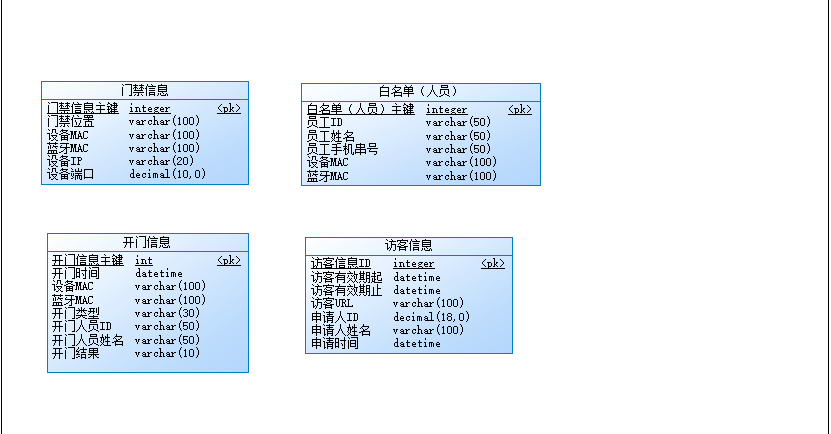 门禁信息
门禁信息主键 integer <pk>
门禁位置 varchar(100)
设备MAC varchar(100)
蓝牙MAC varchar(100)
设备IP varchar(20)
设备端口 decimal(10,0)
白名单（人员）
白名单（人员）主键 integer <pk>
员工ID varchar(50)
员工姓名 varchar(50)
员工手机串号 varchar(50)
设备MAC varchar(100)
蓝牙MAC varchar(100)
开门信息
开门信息主键 int <pk>
开门时间 datetime
设备MAC varchar(100)
蓝牙MAC varchar(100)
开门类型 varchar(30)
开门人员ID varchar(50)
开门人员姓名 varchar(50)
开门结果 varchar(10)
访客信息
访客信息ID integer <pk>
访客有效期起 datetime
访客有效期止 datetime
访客URL varchar(100)
申请人ID decimal(18,0)
申请人姓名 varchar(100)
申请时间 datetime